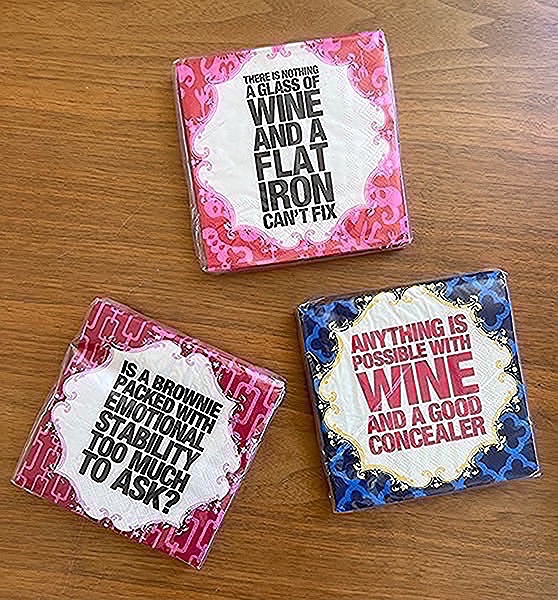 THERE IS NOTHING
A GLASS OF
WINE
AND A
FLAT
IRON
CAN'T FIX
IS A BROWNIE
PACKED WITH
EMOTIONAL
STABILITY
TOO MUCH
TO ASK?
ANYTHING IS
POSSIBLE WITH
WINE
AND A GOOD
CONCEALER